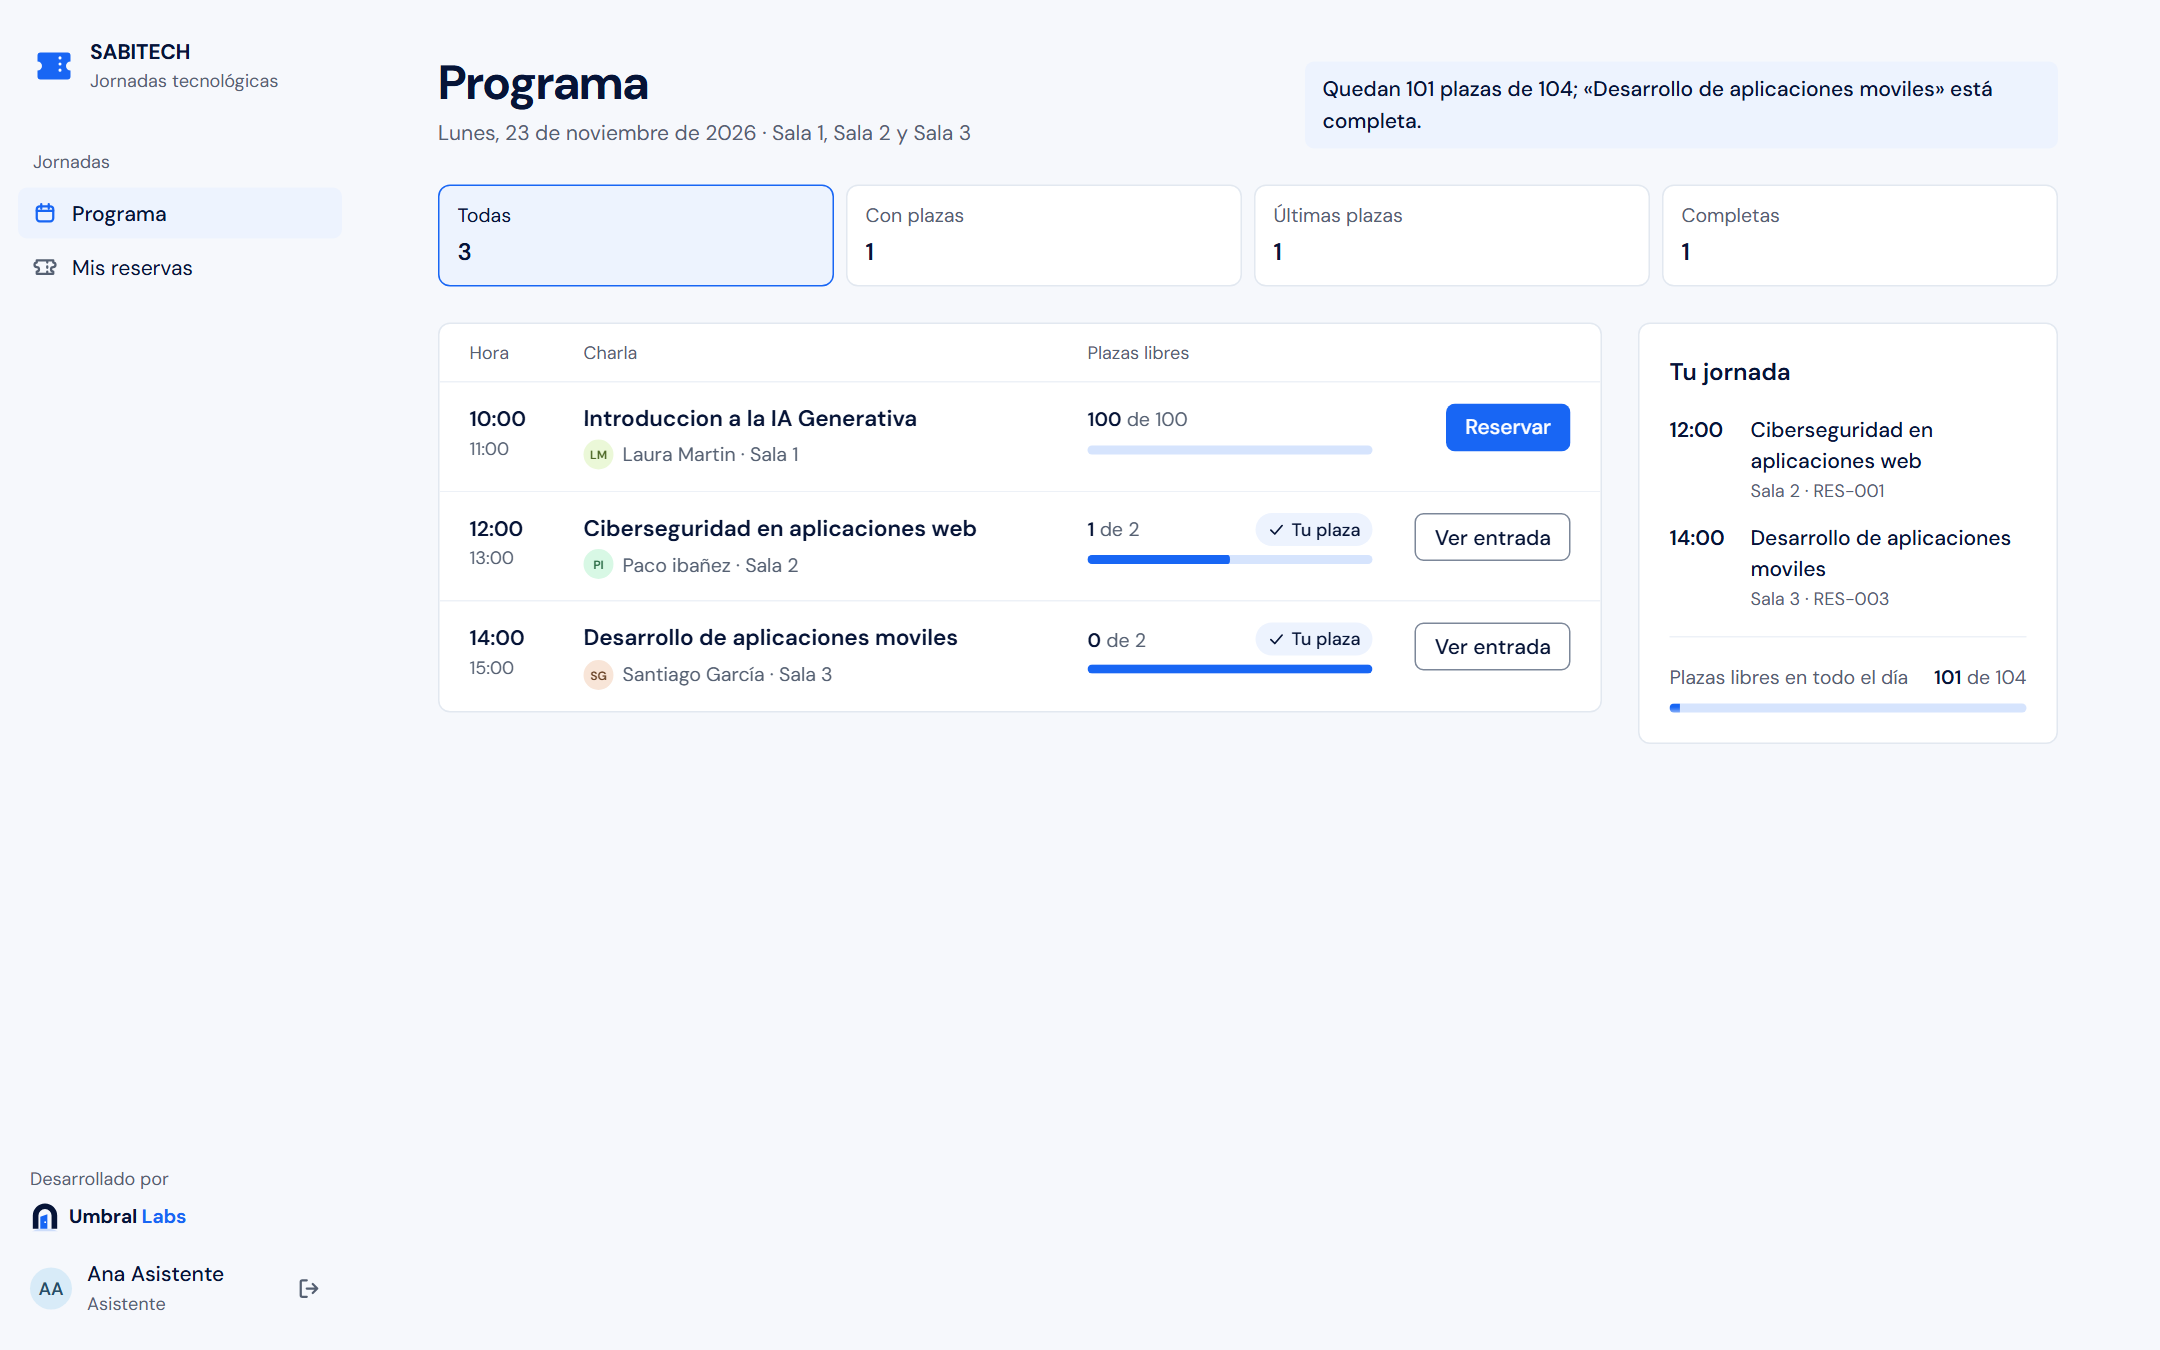 SABITECH
Jornadas tecnológicas
Jornadas
Programa
Mis reservas
Desarrollado por
Umbral Labs
AA
Ana Asistente
Asistente
Programa
Lunes, 23 de noviembre de 2026 · Sala 1, Sala 2 y Sala 3
Quedan 101 plazas de 104; «Desarrollo de aplicaciones moviles» está
completa.
Todas
3
Con plazas
1
Últimas plazas
1
Completas
1
Hora Charla Plazas libres
10:00 Introduccion a la IA Generativa 100 de 100 Reservar
11:00 LM Laura Martin · Sala 1
12:00 Ciberseguridad en aplicaciones web 1 de 2 Tu plaza Ver entrada
13:00 PI Paco ibañez · Sala 2
14:00 Desarrollo de aplicaciones moviles 0 de 2 Tu plaza Ver entrada
15:00 SG Santiago García · Sala 3
Tu jornada
12:00 Ciberseguridad en
aplicaciones web
Sala 2 · RES-001
14:00 Desarrollo de aplicaciones
moviles
Sala 3 · RES-003
Plazas libres en todo el día 101 de 104